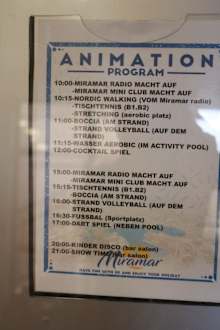 ANIMATION
PROGRAM
10:00-MIRAMAR RADIO MACHT AUF
-MIRAMAR MINI CLUB MACHT AUF
10:15-NORDIC WALKING (VOM Miramar radio)
-TISCHTENNIS (B1.B2)
-STRETCHING (aerobic platz)
11:00-BOCCIA (AM STRAND)
-STRAND VOLLEYBALL (AUF DEM
STRAND)
11:15-WASSER AEROBIC (IM ACTIVITY POOL)
12:00-COCKTAIL SPIEL
15:00-MIRAMAR RADIO MACHT AUF
-MIRAMAR MINI CLUB MACHT AUF
15:15-TISCHTENNIS (B1.B2)
-BOCCIA (AM STRAND)
16:00-STRAND VOLLEYBALL (AUF DEM
STRAND)
16:30-FUSSBAL (Sportplatz)
17:00-DART SPIEL (NEBEN POOL)
20:00-KINDER DISCO (bar salon)
21:00-SHOW TIME (bar salon)
Miramar
AND ENJOY YOUR HOLIDAY